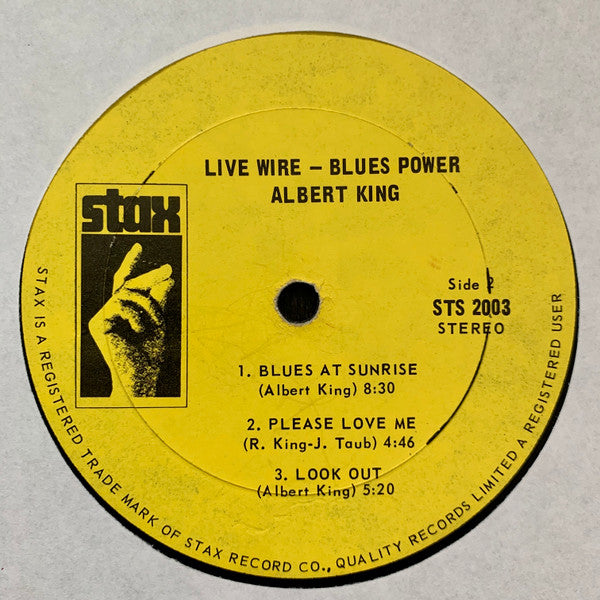 LIVE WIRE – BLUES POWER
ALBERT KING
stax
Side 2
STS 2003
STEREO
1. BLUES AT SUNRISE
(Albert King) 8:30
2. PLEASE LOVE ME
(R. King-J. Taub) 4:46
3. LOOK OUT
(Albert King) 5:20
STAX IS A REGISTERED TRADE MARK OF STAX RECORD CO., QUALITY RECORDS LIMITED A REGISTERED USER